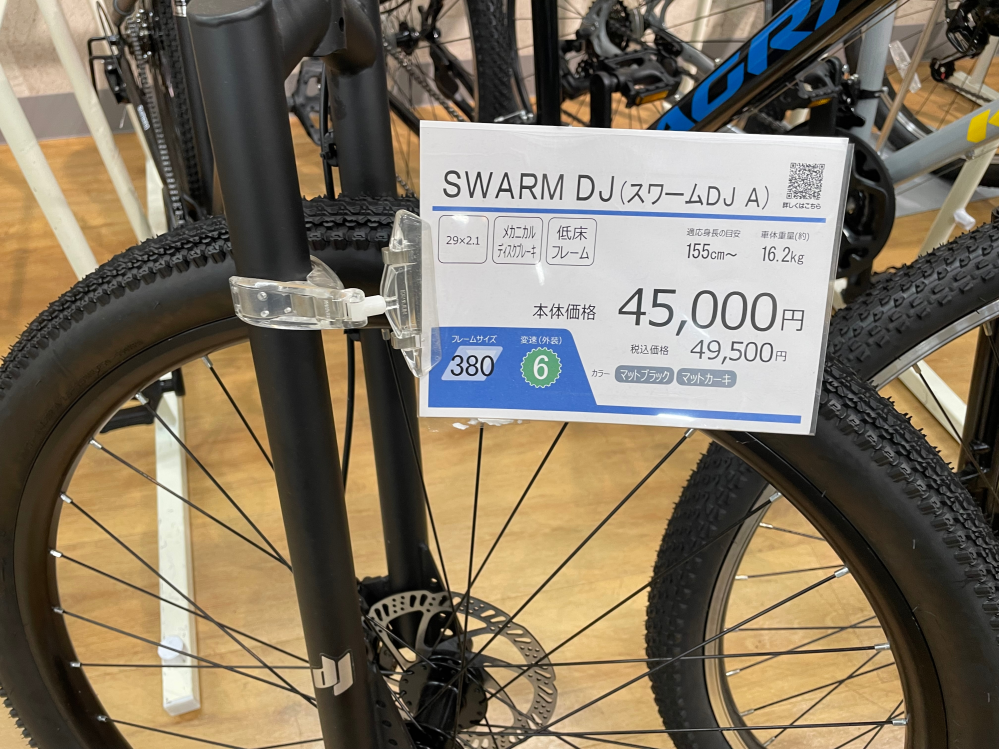 AGRI
SWARM DJ(スワームDJ A)
詳しくはこちら
29×2.1
メカニカル
ディスクブレーキ
低床
フレーム
適応身長の目安
155cm～
車体重量(約)
16.2kg
本体価格 45,000円
税込価格 49,500円
フレームサイズ
380
変速(外装)
6
カラー マットブラック マットカーキ
DJ